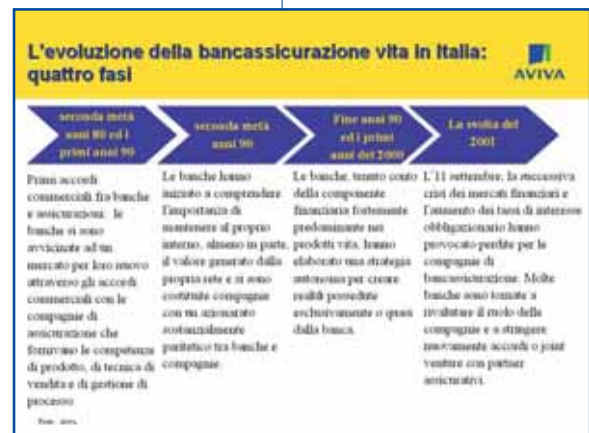 L'evoluzione della bancassicurazione vita in Italia:
quattro fasi
AVIVA
seconda metà
anni 80 ed i
primi anni 90
Primi accordi
commerciali fra banche
e assicurazioni: le
banche si sono
avvicinate ad un
mercato per loro nuovo
attraverso gli accordi
commerciali con le
compagnie di
assicurazione che
fornivano le competenze
di prodotto, di tecnica di
vendita e di gestione di
processo
seconda metà
anni 90
Le banche hanno
iniziato a comprendere
l'importanza di
mantenere al proprio
interno, almeno in parte,
il valore generato dalla
propria rete e si sono
costituite compagnie
con un azionariato
sostanzialmente
paritetico tra banche e
compagnie
Fine anni 90
ed i primi
anni del 2000
Le banche, tenuto conto
della componente
finanziaria fortemente
predominante nei
prodotti vita, hanno
elaborato una strategia
autonoma per creare
realtà possedute
esclusivamente o quasi
dalla banca.
La svolta del
2001
L'11 settembre, la successiva
crisi dei mercati finanziari e
l'aumento dei tassi di interesse
obbligazionario hanno
provocato perdite per le
compagnie di
bancassicurazione. Molte
banche sono tornate a
rivalutare il ruolo delle
compagnie e a stringere
nuovamente accordi o joint
venture con partner
assicurativi.